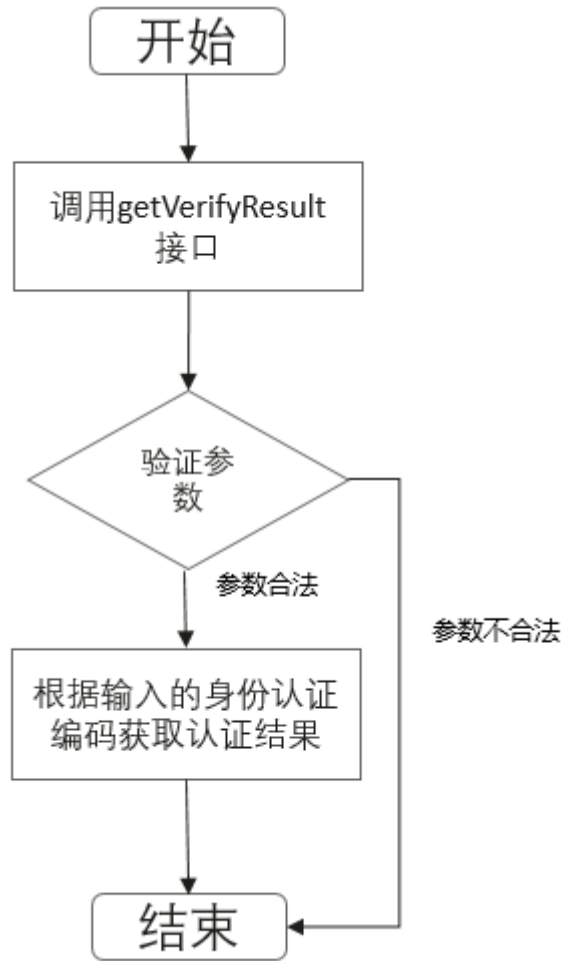 开始
调用getVerifyResult
接口
验证参
数
参数合法
参数不合法
根据输入的身份认证
编码获取认证结果
结束